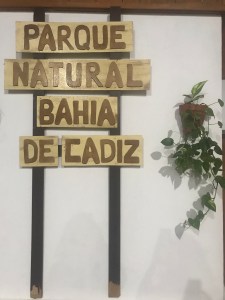 PARQUE
NATURAL
BAHIA
DE CADIZ